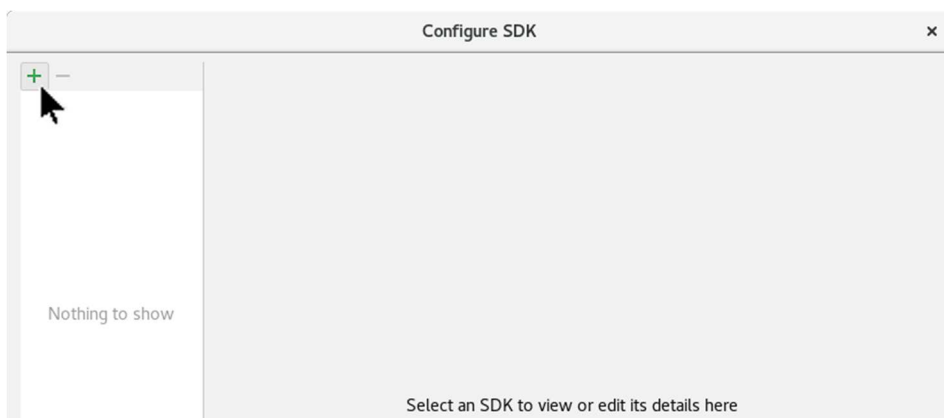 Configure SDK
Nothing to show
Select an SDK to view or edit its details here